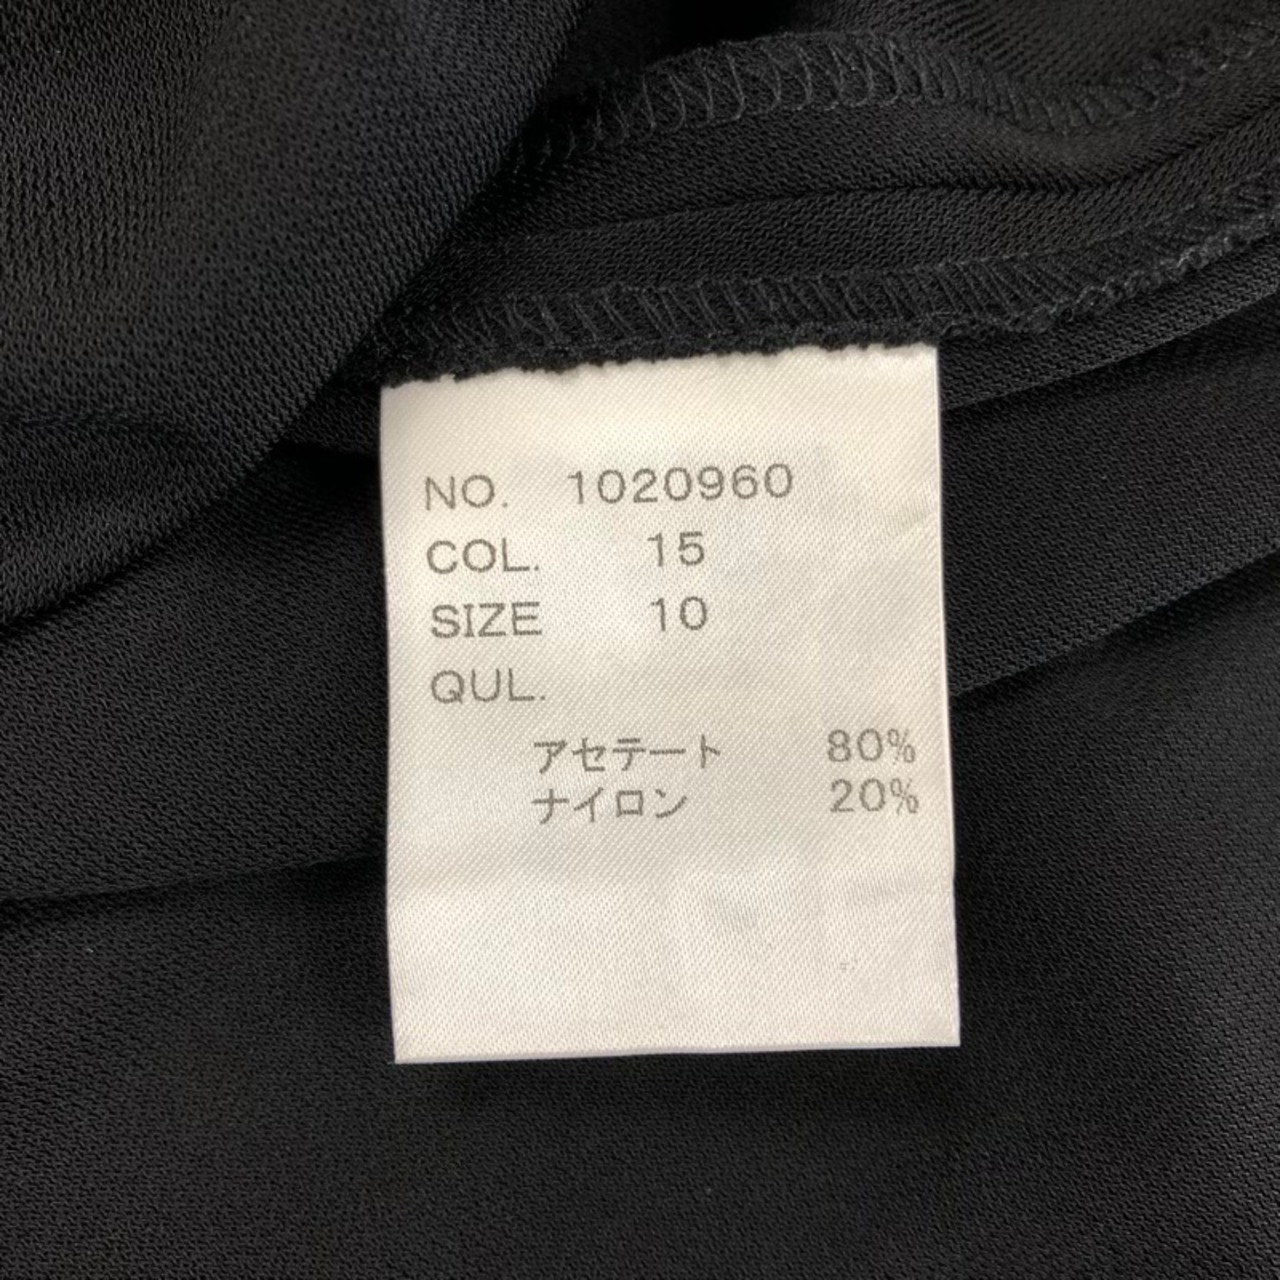 NO. 1020960
COL. 15
SIZE 10
QUL.
アセテート 80%
ナイロン 20%